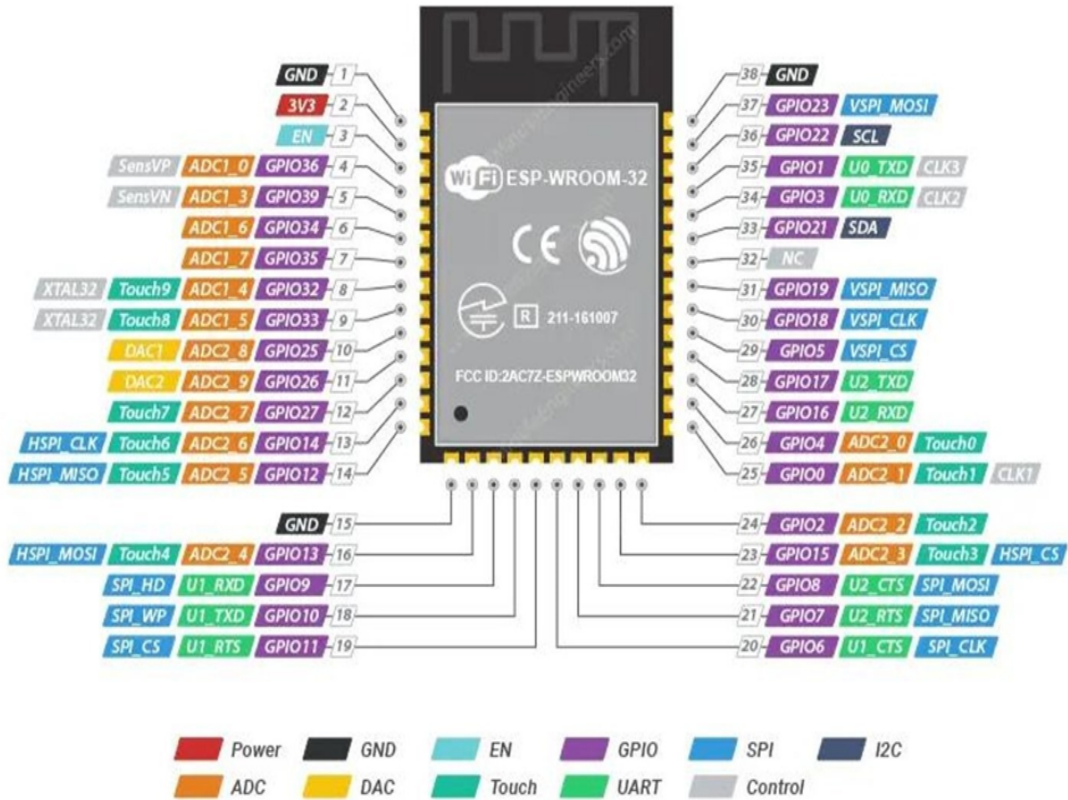 GND 1
3V3 2
EN 3
SensVP ADC1_0 GPIO36 4
SensVN ADC1_3 GPIO39 5
ADC1_6 GPIO34 6
ADC1_7 GPIO35 7
XTAL32 Touch9 ADC1_4 GPIO32 8
XTAL32 Touch8 ADC1_5 GPIO33 9
DAC1 ADC2_8 GPIO25 10
DAC2 ADC2_9 GPIO26 11
Touch7 ADC2_7 GPIO27 12
HSPI_CLK Touch6 ADC2_6 GPIO14 13
HSPI_MISO Touch5 ADC2_5 GPIO12 14
GND 15
HSPI_MOSI Touch4 ADC2_4 GPIO13 16
SPI_HD U1_RXD GPIO9 17
SPI_WP U1_TXD GPIO10 18
SPI_CS U1_RTS GPIO11 19
WiFi ESP-WROOM-32
CE
R 211-161007
FCC ID:2AC7Z-ESPWROOM32
38 GND
37 GPIO23 VSPI_MOSI
36 GPIO22 SCL
35 GPIO1 U0_TXD CLK3
34 GPIO3 U0_RXD CLK2
33 GPIO21 SDA
32 NC
31 GPIO19 VSPI_MISO
30 GPIO18 VSPI_CLK
29 GPIO5 VSPI_CS
28 GPIO17 U2_TXD
27 GPIO16 U2_RXD
26 GPIO4 ADC2_0 Touch0
25 GPIO0 ADC2_1 Touch1 CLK1
24 GPIO2 ADC2_2 Touch2
23 GPIO15 ADC2_3 Touch3 HSPI_CS
22 GPIO8 U2_CTS SPI_MOSI
21 GPIO7 U2_RTS SPI_MISO
20 GPIO6 U1_CTS SPI_CLK
Power GND EN GPIO SPI I2C
ADC DAC Touch UART Control